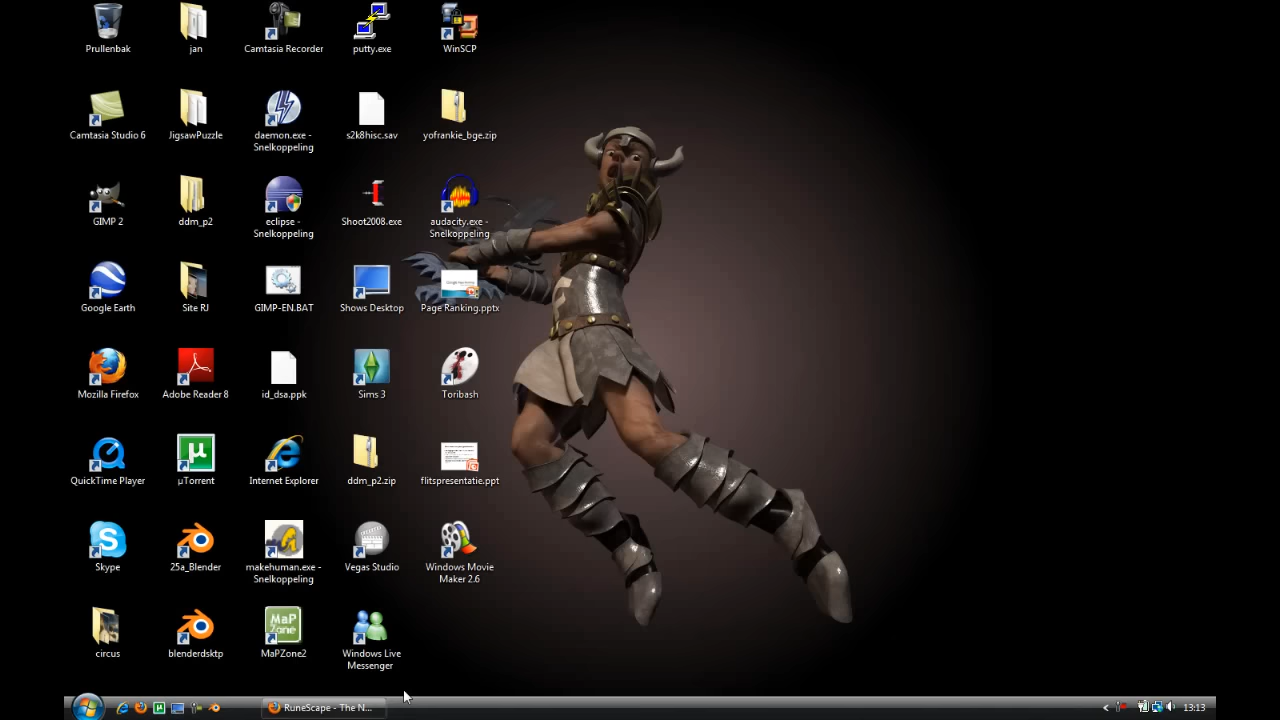 Prullenbak
jan
Camtasia Recorder
putty.exe
WinSCP
Camtasia Studio 6
JigsawPuzzle
daemon.exe -
Snelkoppeling
s2k8hisc.sav
yofrankie_bge.zip
GIMP 2
ddm_p2
eclipse -
Snelkoppeling
Shoot2008.exe
audacity.exe -
Snelkoppeling
Google Earth
Site RJ
GIMP-EN.BAT
Shows Desktop
Page Ranking.pptx
Mozilla Firefox
Adobe Reader 8
id_dsa.ppk
Sims 3
Toribash
QuickTime Player
µTorrent
Internet Explorer
ddm_p2.zip
flitspresentatie.ppt
Skype
25a_Blender
makehuman.exe -
Snelkoppeling
Vegas Studio
Windows Movie
Maker 2.6
circus
blenderdsktp
MaPZone
MaPZone2
Windows Live
Messenger
RuneScape - The N...
13:13